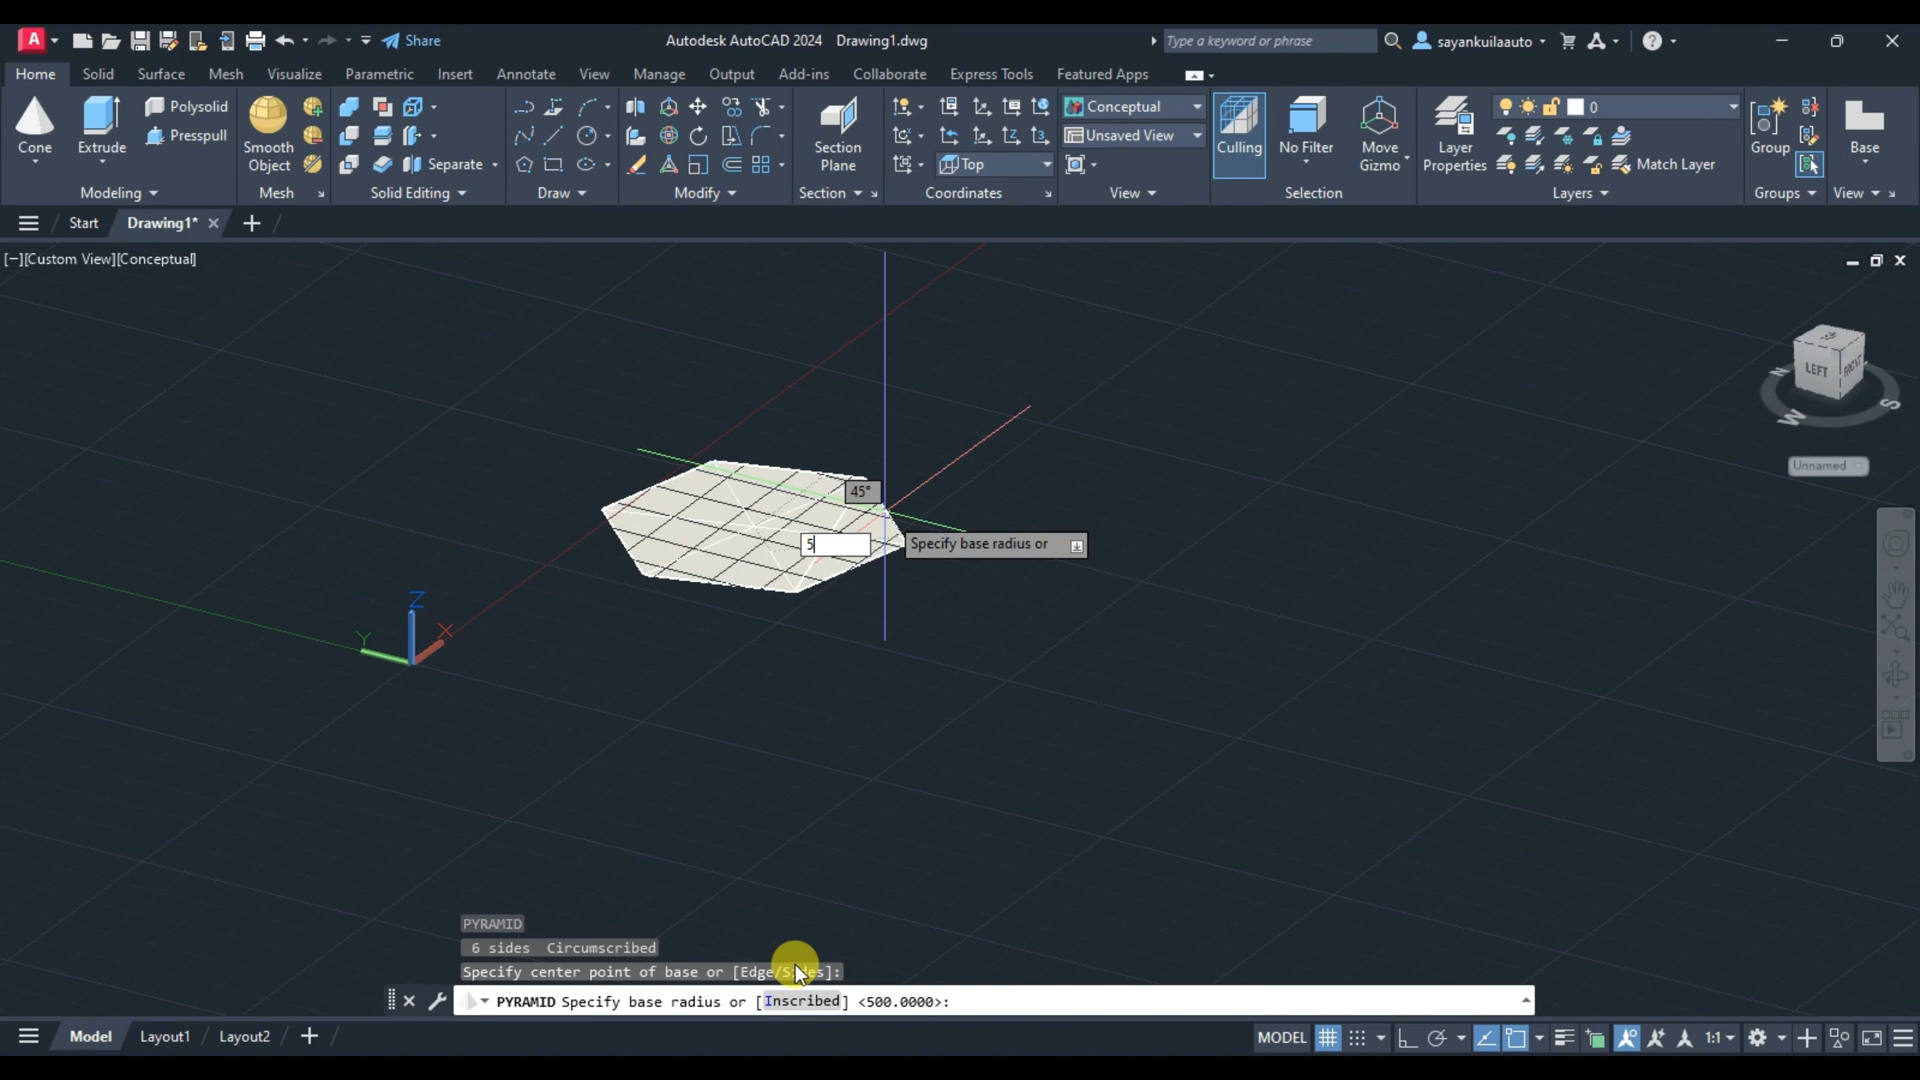 A
Share
Autodesk AutoCAD 2024 Drawing1.dwg
Type a keyword or phrase
sayankuilaauto
Home Solid Surface Mesh Visualize Parametric Insert Annotate View Manage Output Add-ins Collaborate Express Tools Featured Apps
Cone
Extrude
Polysolid
Presspull
Smooth
Object
Separate
Section
Plane
Top
Conceptual
Unsaved View
Culling
No Filter
Move
Gizmo
Layer
Properties
0
Match Layer
Group
Base
Modeling
Mesh
Solid Editing
Draw
Modify
Section
Coordinates
View
Selection
Layers
Groups
View
Start
Drawing1*
[−][Custom View][Conceptual]
LEFT
FRONT
N
W
S
Unnamed
45°
5
Specify base radius or
Z
Y
X
PYRAMID
6 sides Circumscribed
Specify center point of base or [Edge/Sides]:
PYRAMID Specify base radius or [Inscribed] <500.0000>:
Model
Layout1
Layout2
MODEL
1:1